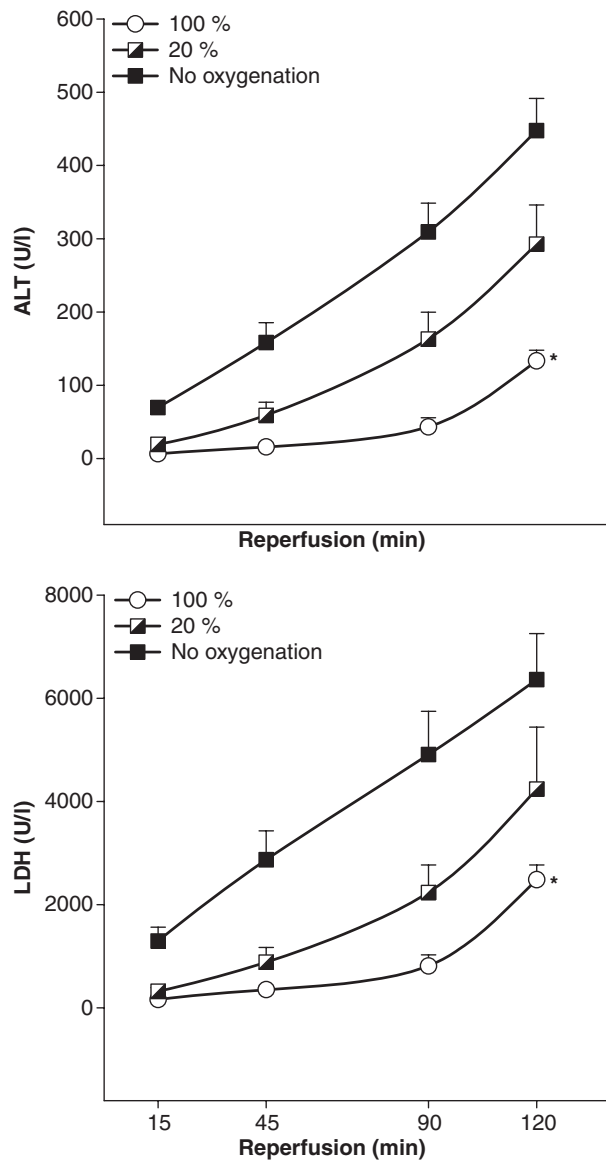 600
500
400
300
200
100
0
ALT (U/l)
100 %
20 %
No oxygenation
*
Reperfusion (min)
8000
6000
4000
2000
0
LDH (U/l)
100 %
20 %
No oxygenation
*
15 45 90 120
Reperfusion (min)